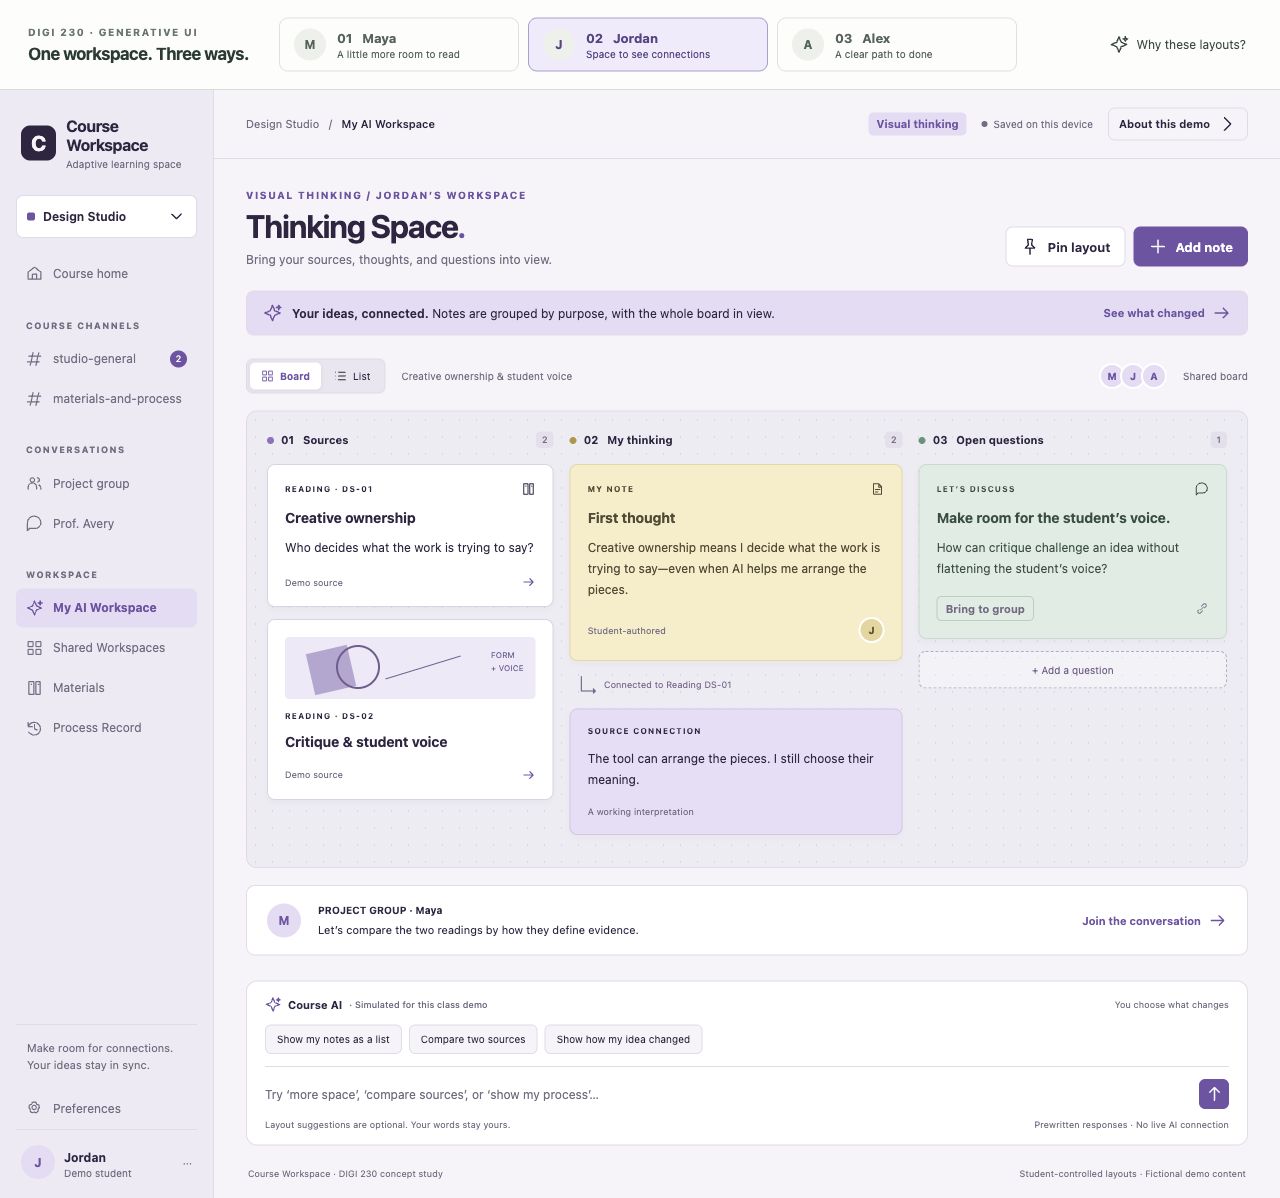 DIGI 230 · GENERATIVE UI
One workspace. Three ways.
M
01 Maya
A little more room to read
J
02 Jordan
Space to see connections
A
03 Alex
A clear path to done
Why these layouts?
C
Course
Workspace
Adaptive learning space
Design Studio
Course home
COURSE CHANNELS
# studio-general 2
# materials-and-process
CONVERSATIONS
Project group
Prof. Avery
WORKSPACE
My AI Workspace
Shared Workspaces
Materials
Process Record
Make room for connections.
Your ideas stay in sync.
Preferences
J
Jordan
Demo student
...
Design Studio / My AI Workspace
Visual thinking
Saved on this device
About this demo
VISUAL THINKING / JORDAN’S WORKSPACE
Thinking Space.
Bring your sources, thoughts, and questions into view.
Pin layout
Add note
Your ideas, connected. Notes are grouped by purpose, with the whole board in view.
See what changed
Board
List
Creative ownership & student voice
M J A
Shared board
01 Sources 2
READING · DS-01
Creative ownership
Who decides what the work is trying to say?
Demo source
FORM
+ VOICE
READING · DS-02
Critique & student voice
Demo source
02 My thinking 2
MY NOTE
First thought
Creative ownership means I decide what the work is
trying to say—even when AI helps me arrange the
pieces.
Student-authored
J
Connected to Reading DS-01
SOURCE CONNECTION
The tool can arrange the pieces. I still choose their
meaning.
A working interpretation
03 Open questions 1
LET’S DISCUSS
Make room for the student’s voice.
How can critique challenge an idea without
flattening the student’s voice?
Bring to group
+ Add a question
M
PROJECT GROUP · Maya
Let’s compare the two readings by how they define evidence.
Join the conversation
Course AI · Simulated for this class demo
You choose what changes
Show my notes as a list
Compare two sources
Show how my idea changed
Try ‘more space’, ‘compare sources’, or ‘show my process’...
Layout suggestions are optional. Your words stay yours.
Prewritten responses · No live AI connection
Course Workspace · DIGI 230 concept study
Student-controlled layouts · Fictional demo content